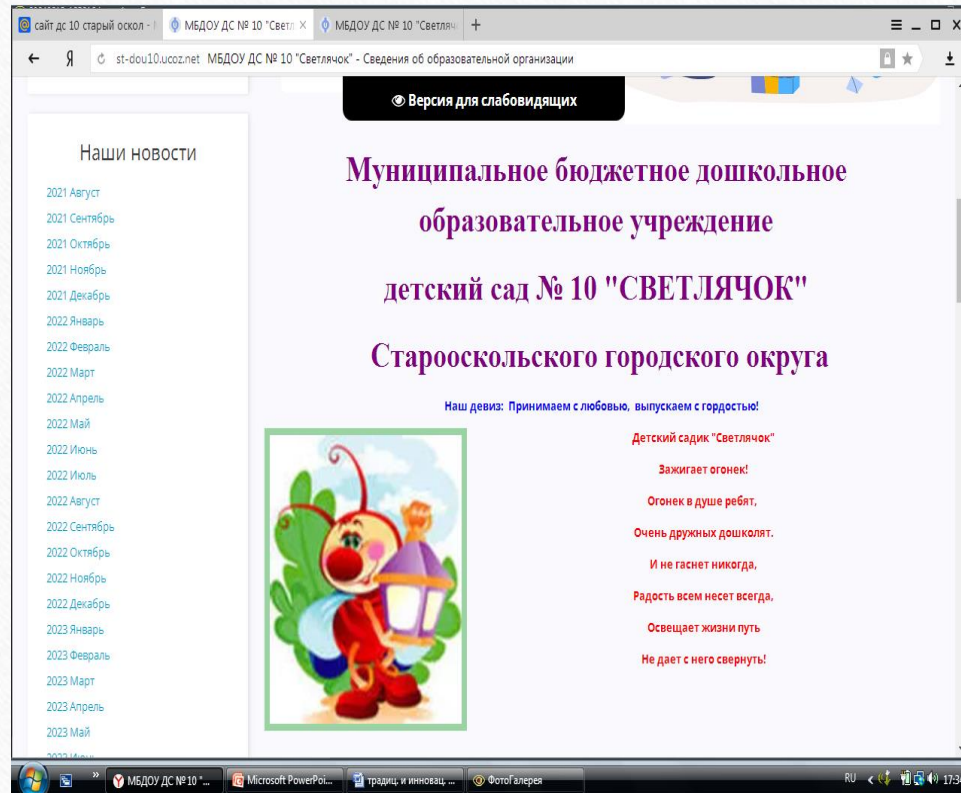 сайт дс 10 старый оскол -
МБДОУ ДС № 10 "Светл
МБДОУ ДС № 10 "Светляч
st-dou10.ucoz.net МБДОУ ДС № 10 "Светлячок" - Сведения об образовательной организации
Версия для слабовидящих
Наши новости
2021 Август
2021 Сентябрь
2021 Октябрь
2021 Ноябрь
2021 Декабрь
2022 Январь
2022 Февраль
2022 Март
2022 Апрель
2022 Май
2022 Июнь
2022 Июль
2022 Август
2022 Сентябрь
2022 Октябрь
2022 Ноябрь
2022 Декабрь
2023 Январь
2023 Февраль
2023 Март
2023 Апрель
2023 Май
Муниципальное бюджетное дошкольное
образовательное учреждение
детский сад № 10 "СВЕТЛЯЧОК"
Старооскольского городского округа
Наш девиз: Принимаем с любовью, выпускаем с гордостью!
Детский садик "Светлячок"
Зажигает огонек!
Огонек в душе ребят,
Очень дружных дошколят.
И не гаснет никогда,
Радость всем несет всегда,
Освещает жизни путь
Не дает с него свернуть!
МБДОУ ДС № 10 "...
Microsoft PowerPoi...
традиц. и инновац. ...
ФотоГалерея
RU
17:34